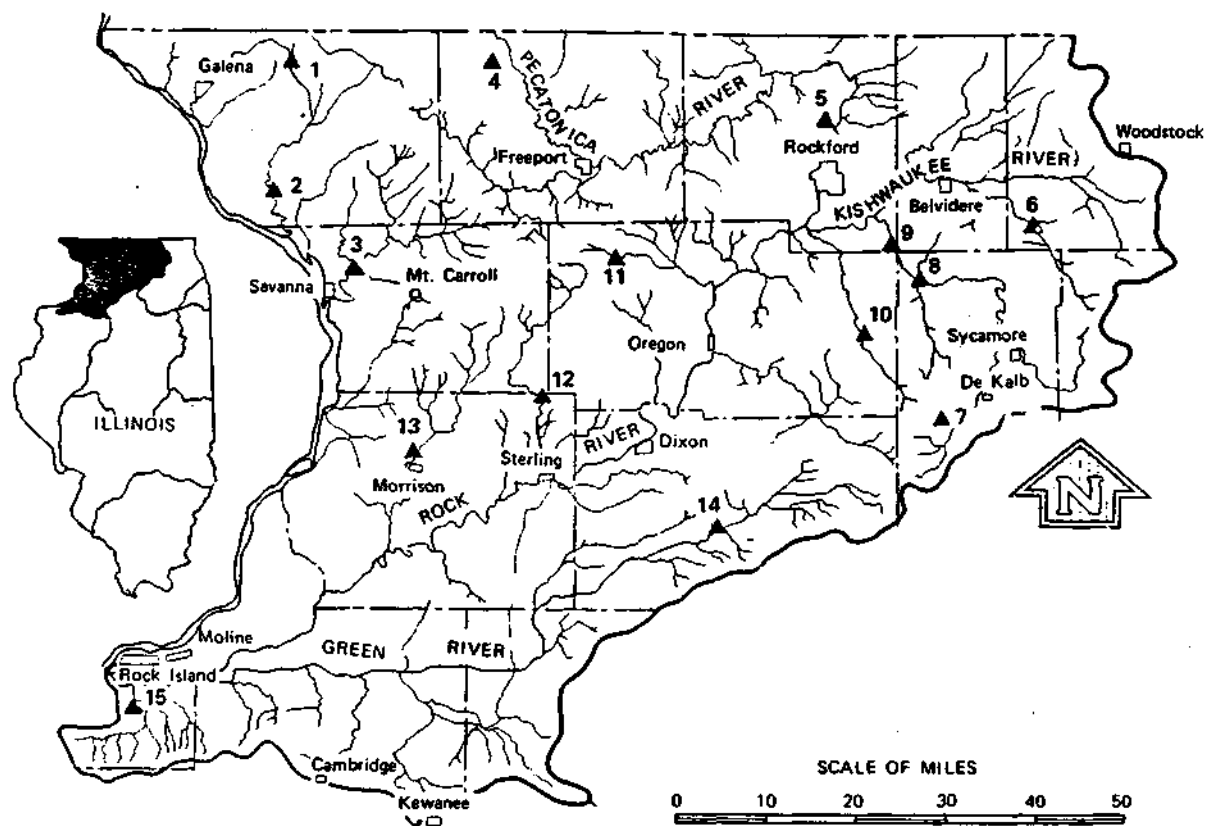 Galena
1
4
PECATONICA
RIVER
5
Rockford
Freeport
Woodstock
KISHWAUKEE
RIVER)
Belvidere
6
2
3
Savanna
Mt. Carroll
11
9
8
10
Oregon
Sycamore
De Kalb
12
7
ILLINOIS
13
Morrison
Sterling
RIVER
Dixon
ROCK
14
N
Moline
GREEN
RIVER
Rock Island
15
Cambridge
Kewanee
SCALE OF MILES
0 10 20 30 40 50